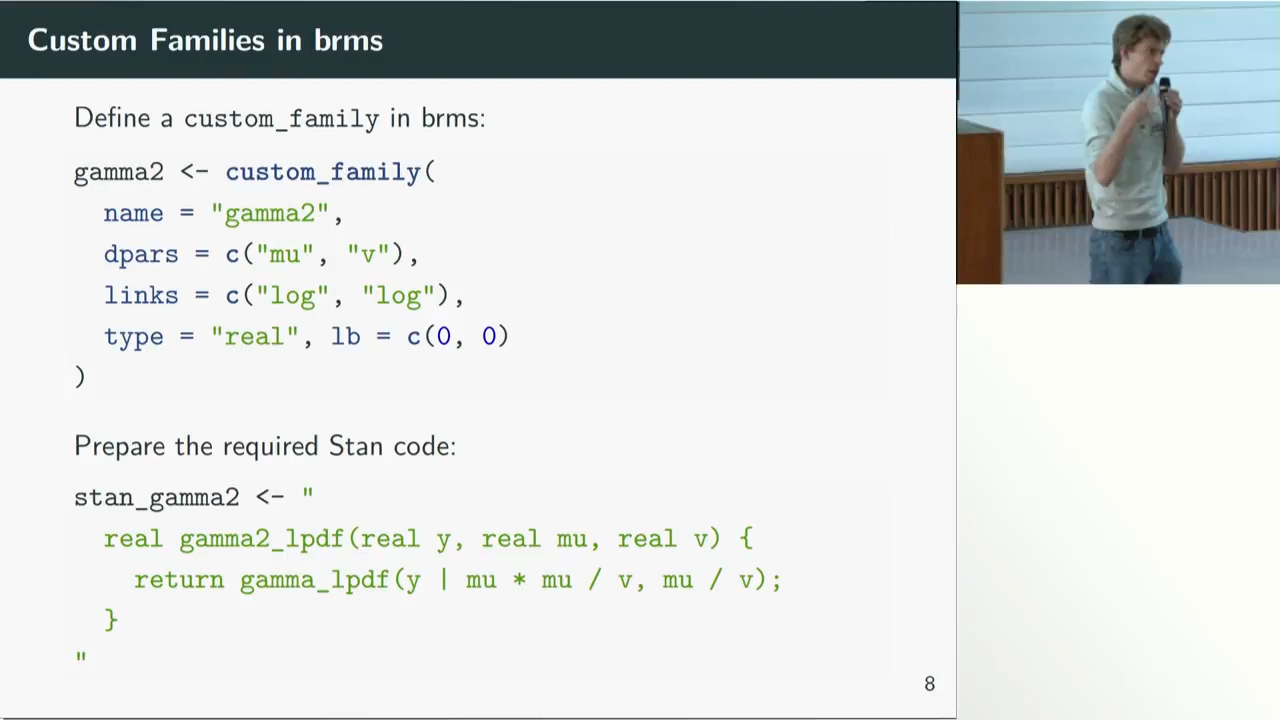 Custom Families in brms
Define a custom_family in brms:
gamma2 <- custom_family(
  name = "gamma2",
  dpars = c("mu", "v"),
  links = c("log", "log"),
  type = "real", lb = c(0, 0)
)
Prepare the required Stan code:
stan_gamma2 <- "
  real gamma2_lpdf(real y, real mu, real v) {
    return gamma_lpdf(y | mu * mu / v, mu / v);
  }
"
8